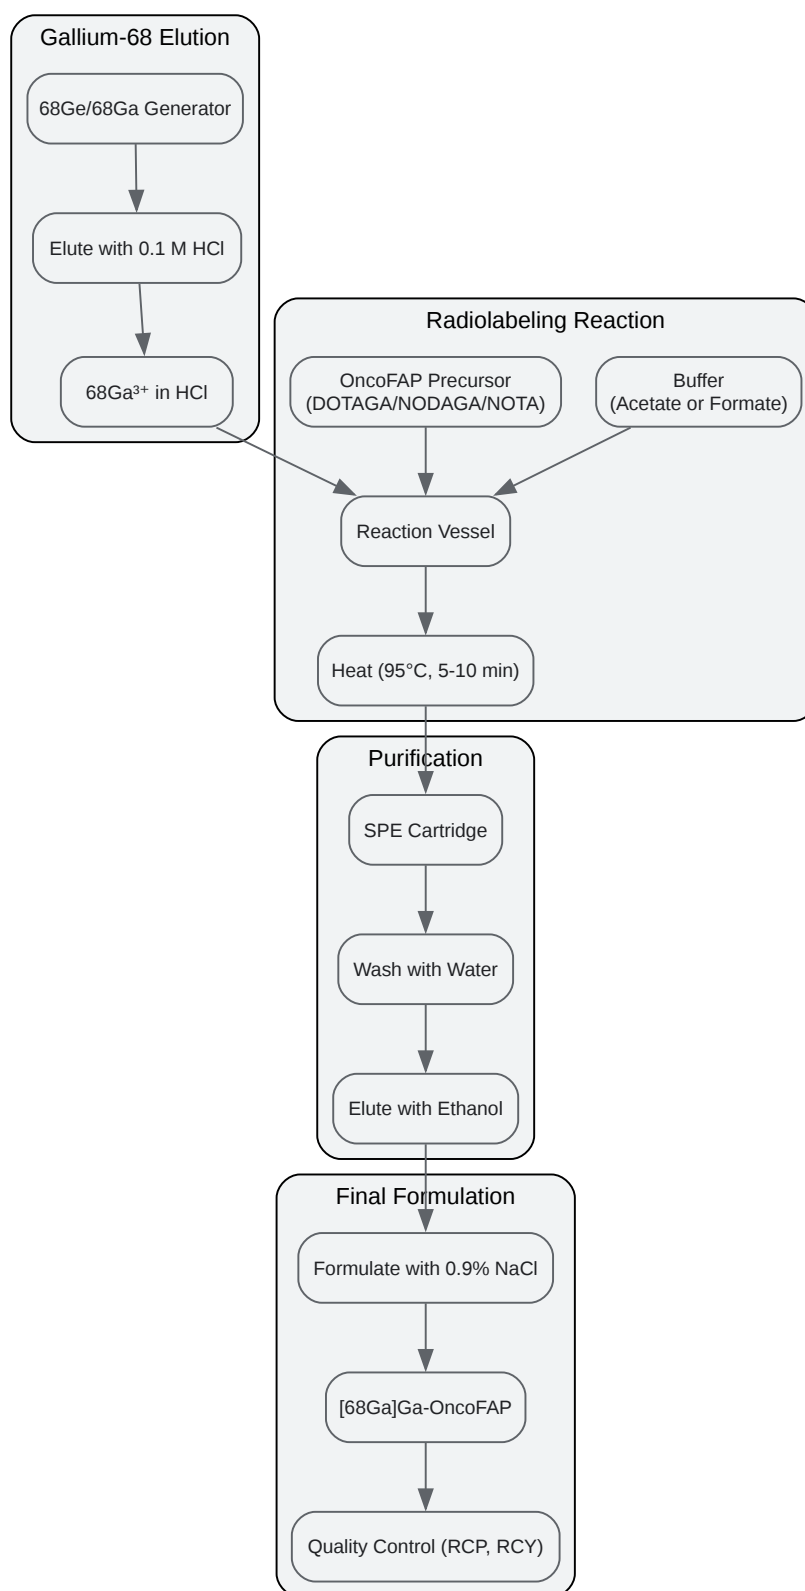 Gallium-68 Elution
68Ge/68Ga Generator
Elute with 0.1 M HCl
68Ga³⁺ in HCl
Radiolabeling Reaction
OncoFAP Precursor
(DOTAGA/NODAGA/NOTA)
Buffer
(Acetate or Formate)
Reaction Vessel
Heat (95°C, 5-10 min)
Purification
SPE Cartridge
Wash with Water
Elute with Ethanol
Final Formulation
Formulate with 0.9% NaCl
[68Ga]Ga-OncoFAP
Quality Control (RCP, RCY)